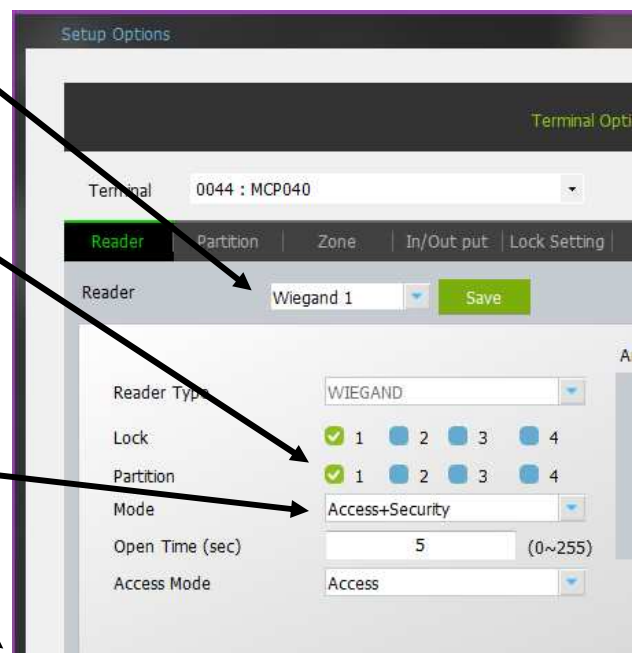 Setup Options
Terminal Opti
Terminal 0044 : MCP040
Reader Partition Zone In/Out put Lock Setting
Reader Wiegand 1 Save
A
Reader Type WIEGAND
Lock 1 2 3 4
Partition 1 2 3 4
Mode Access+Security
Open Time (sec) 5 (0~255)
Access Mode Access